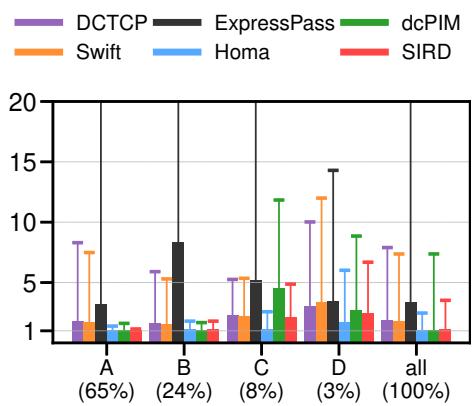 DCTCP ExpressPass dcPIM
Swift Homa SIRD
20
15
10
5
1
A B C D all
(65%) (24%) (8%) (3%) (100%)